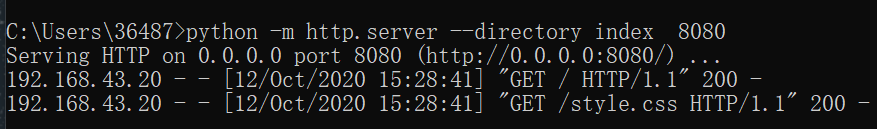 C:\Users\36487>python -m http.server --directory index  8080
Serving HTTP on 0.0.0.0 port 8080 (http://0.0.0.0:8080/) ...
192.168.43.20 - - [12/Oct/2020 15:28:41] "GET / HTTP/1.1" 200 -
192.168.43.20 - - [12/Oct/2020 15:28:41] "GET /style.css HTTP/1.1" 200 -